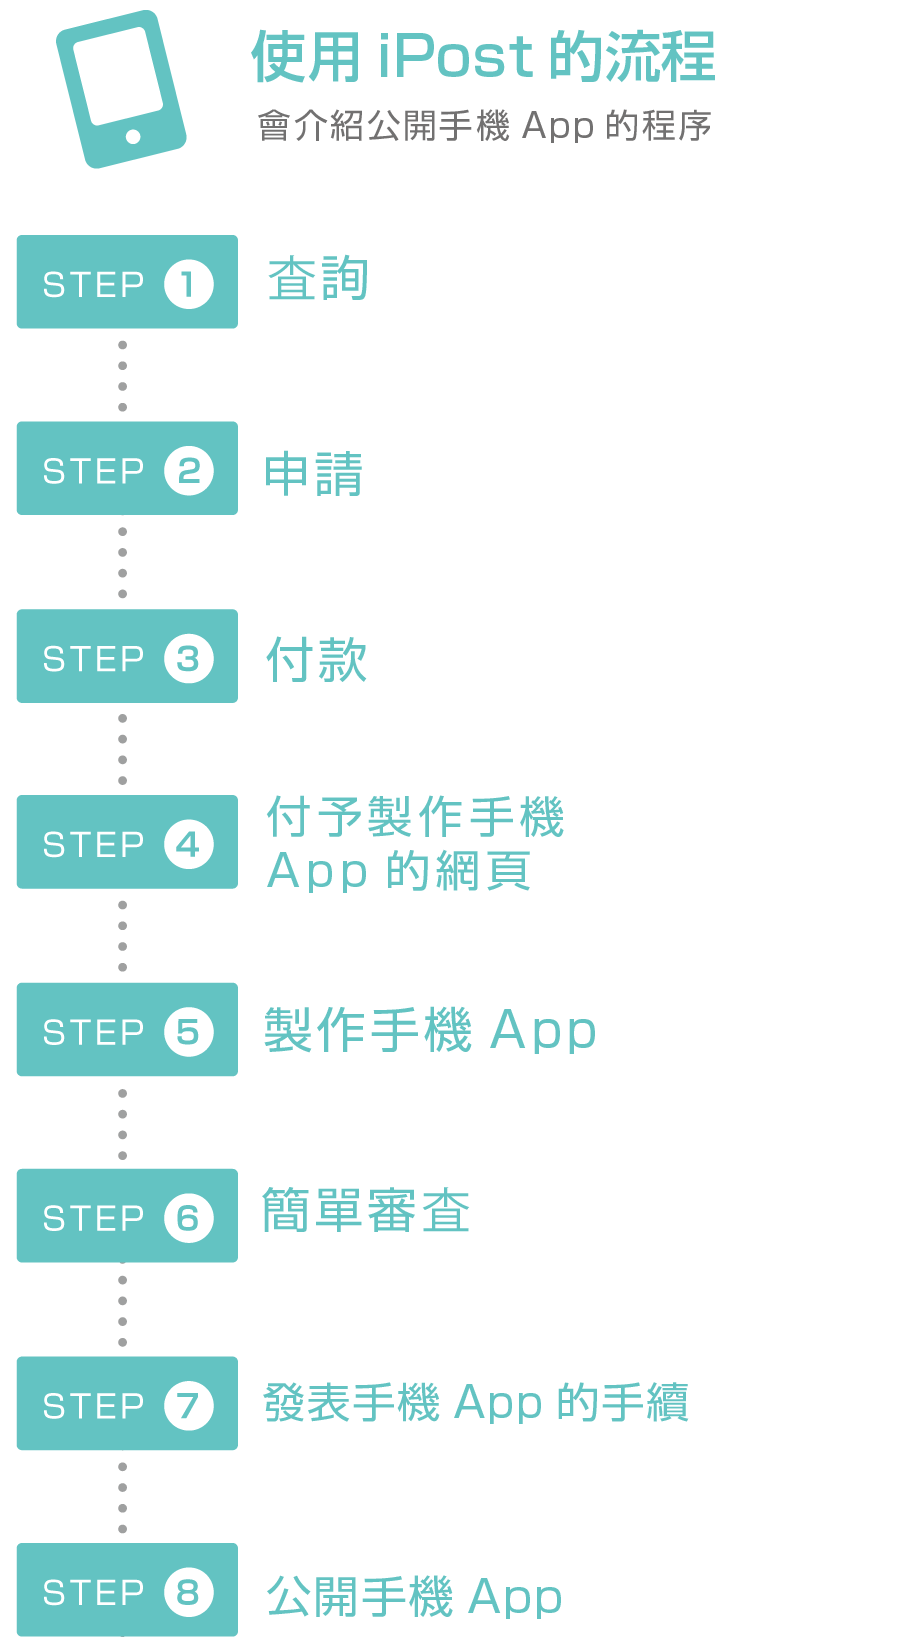 使用 iPost 的流程
會介紹公開手機 App 的程序
STEP 1 查詢
STEP 2 申請
STEP 3 付款
STEP 4 付予製作手機
App 的網頁
STEP 5 製作手機 App
STEP 6 簡單審查
STEP 7 發表手機 App 的手續
STEP 8 公開手機 App